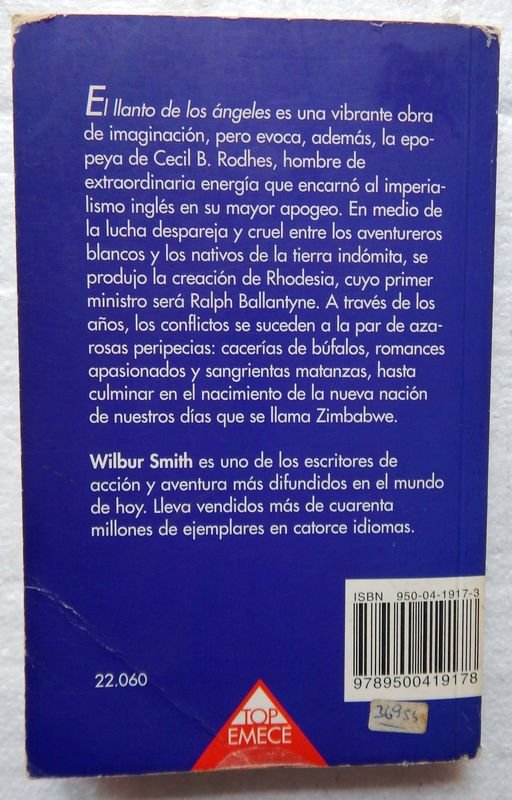 El llanto de los ángeles es una vibrante obra
de imaginación, pero evoca, además, la epo-
peya de Cecil B. Rodhes, hombre de
extraordinaria energía que encarnó al imperia-
lismo inglés en su mayor apogeo. En medio de
la lucha despareja y cruel entre los aventureros
blancos y los nativos de la tierra indómita, se
produjo la creación de Rhodesia, cuyo primer
ministro será Ralph Ballantyne. A través de los
años, los conflictos se suceden a la par de aza-
rosas peripecias: cacerías de búfalos, romances
apasionados y sangrientas matanzas, hasta
culminar en el nacimiento de la nueva nación
de nuestros días que se llama Zimbabwe.
Wilbur Smith es uno de los escritores de
acción y aventura más difundidos en el mundo
de hoy. Lleva vendidos más de cuarenta
millones de ejemplares en catorce idiomas.
ISBN 950-04-1917-3
9789500419178
22.060
TOP
EMECÉ